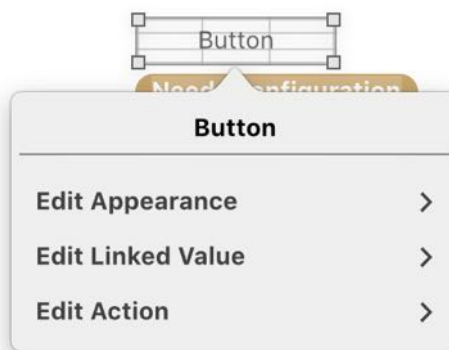 Button
Button
Edit Appearance
Edit Linked Value
Edit Action